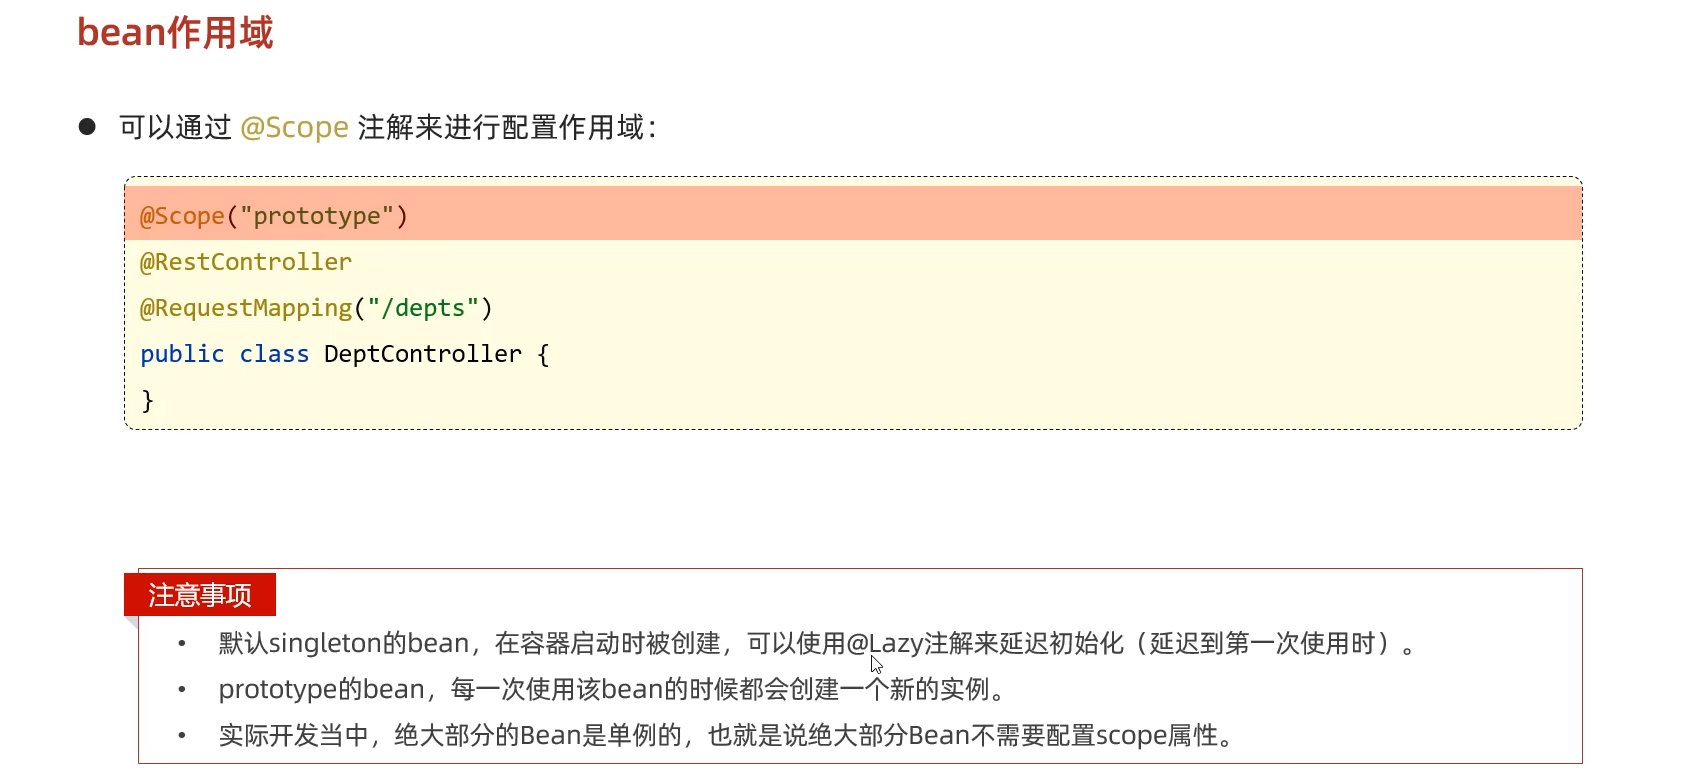 bean作用域
● 可以通过 @Scope 注解来进行配置作用域：
@Scope("prototype")
@RestController
@RequestMapping("/depts")
public class DeptController {
}
注意事项
• 默认singleton的bean，在容器启动时被创建，可以使用@Lazy注解来延迟初始化（延迟到第一次使用时）。
• prototype的bean，每一次使用该bean的时候都会创建一个新的实例。
• 实际开发当中，绝大部分的Bean是单例的，也就是说绝大部分Bean不需要配置scope属性。